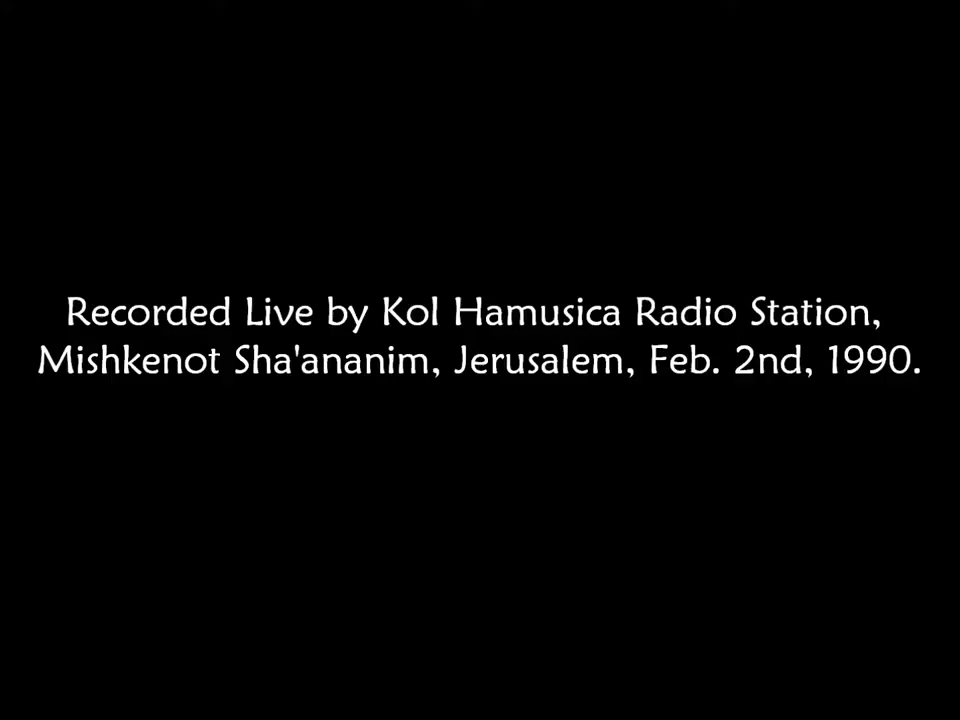 Recorded Live by Kol Hamusica Radio Station,
Mishkenot Sha'ananim, Jerusalem, Feb. 2nd, 1990.